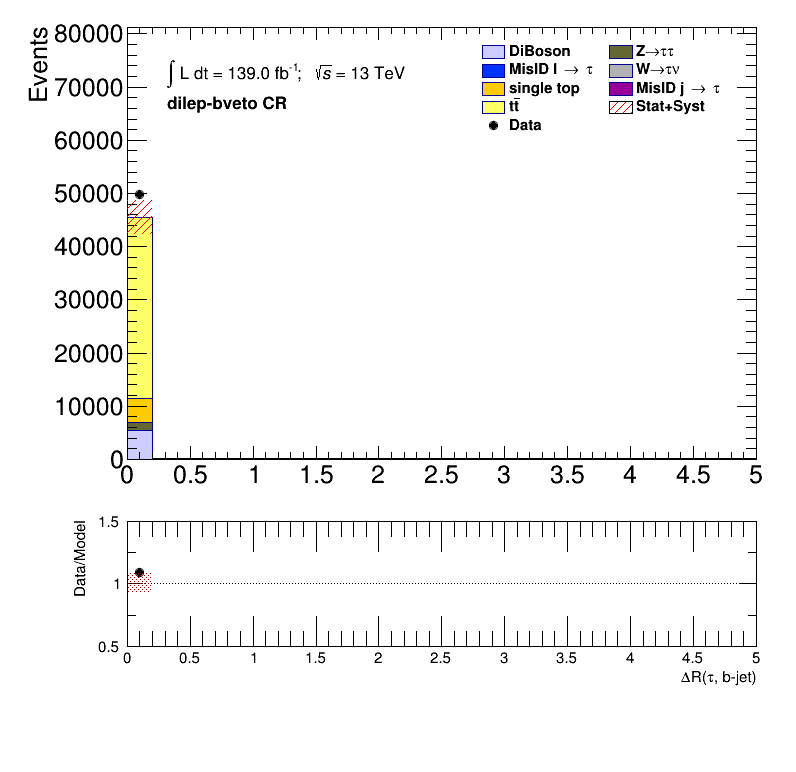 Events
80000
70000
60000
50000
40000
30000
20000
10000
0
∫ L dt = 139.0 fb⁻¹; √s = 13 TeV
dilep-bveto CR
DiBoson
MisID l → τ
single top
tt̄
Data
Z→ττ
W→τν
MisID j → τ
Stat+Syst
0 0.5 1 1.5 2 2.5 3 3.5 4 4.5 5
Data/Model
1.5
1
0.5
0 0.5 1 1.5 2 2.5 3 3.5 4 4.5 5
ΔR(τ, b-jet)